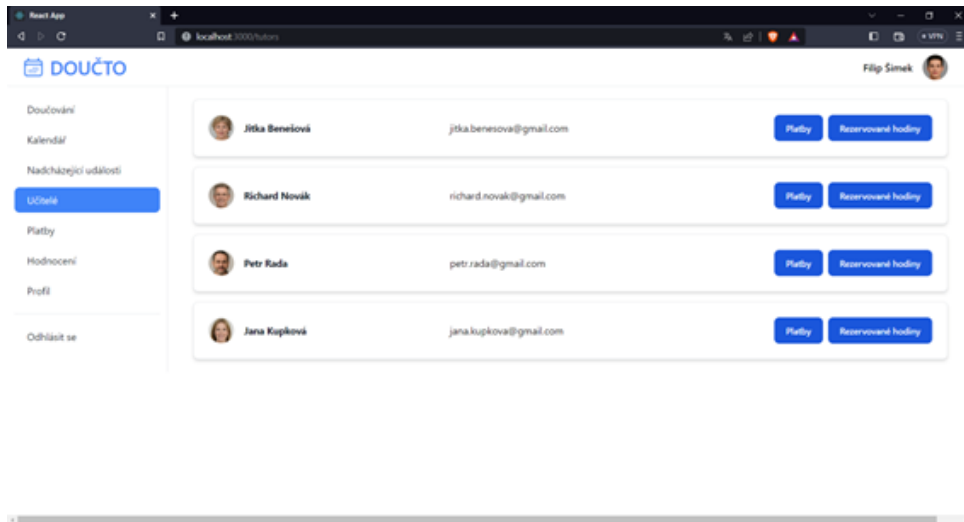 React App
localhost:3000/tutors
VPN
DOUČTO
Filip Šimek
Doučování
Kalendář
Nadcházející události
Učitelé
Platby
Hodnocení
Profil
Odhlásit se
Jitka Benešová jitka.benesova@gmail.com Platby Rezervované hodiny
Richard Novák richard.novak@gmail.com Platby Rezervované hodiny
Petr Rada petr.rada@gmail.com Platby Rezervované hodiny
Jana Kupková jana.kupkova@gmail.com Platby Rezervované hodiny